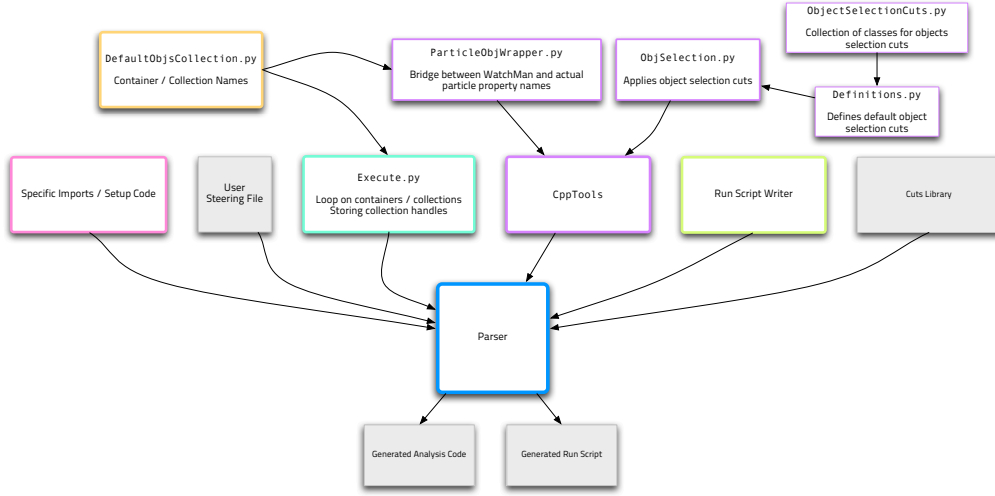 ObjectSelectionCuts.py
Collection of classes for objects
selection cuts
DefaultObjsCollection.py
Container / Collection Names
ParticleObjWrapper.py
Bridge between WatchMan and actual
particle property names
ObjSelection.py
Applies object selection cuts
Definitions.py
Defines default object
selection cuts
Specific Imports / Setup Code
User
Steering File
Execute.py
Loop on containers / collections
Storing collection handles
CppTools
Run Script Writer
Cuts Library
Parser
Generated Analysis Code
Generated Run Script